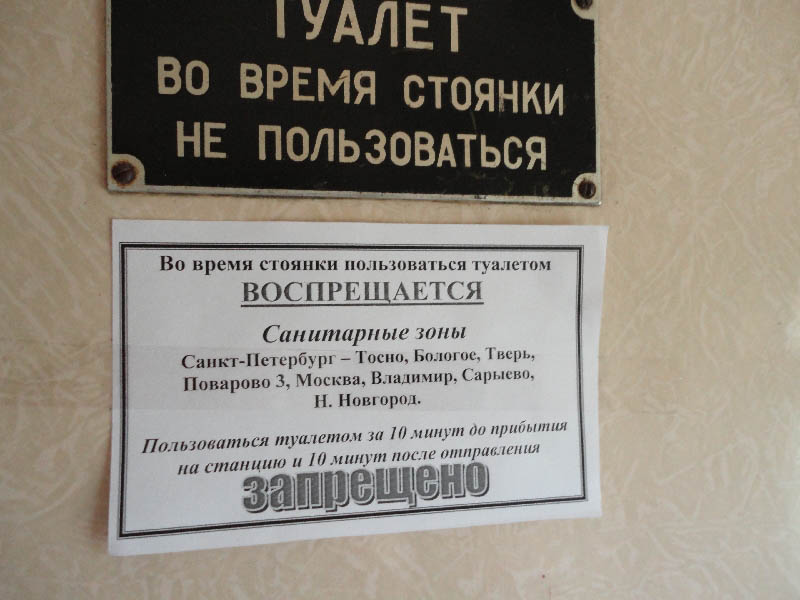 ТУАЛЕТ
ВО ВРЕМЯ СТОЯНКИ
НЕ ПОЛЬЗОВАТЬСЯ
Во время стоянки пользоваться туалетом
ВОСПРЕЩАЕТСЯ
Санитарные зоны
Санкт-Петербург – Тосно, Бологое, Тверь,
Поварово 3, Москва, Владимир, Сарыево,
Н. Новгород.
Пользоваться туалетом за 10 минут до прибытия
на станцию и 10 минут после отправления
запрещено